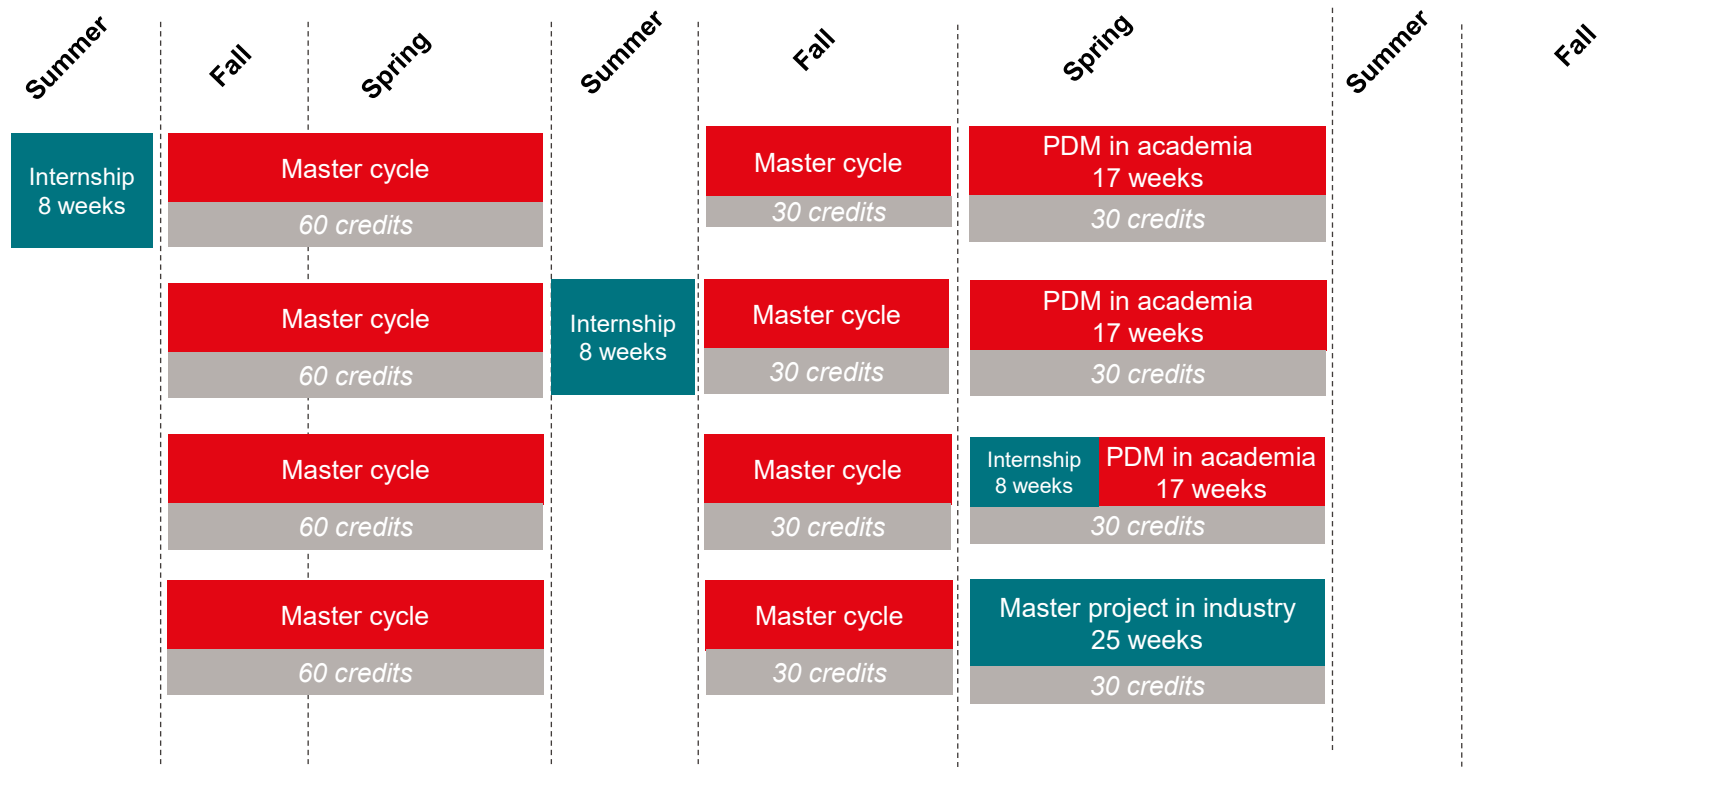 Summer
Fall
Spring
Summer
Fall
Spring
Summer
Fall
Internship
8 weeks
Master cycle
60 credits
Master cycle
30 credits
PDM in academia
17 weeks
30 credits
Master cycle
60 credits
Internship
8 weeks
Master cycle
30 credits
PDM in academia
17 weeks
30 credits
Master cycle
60 credits
Master cycle
30 credits
Internship
8 weeks
PDM in academia
17 weeks
30 credits
Master cycle
60 credits
Master cycle
30 credits
Master project in industry
25 weeks
30 credits